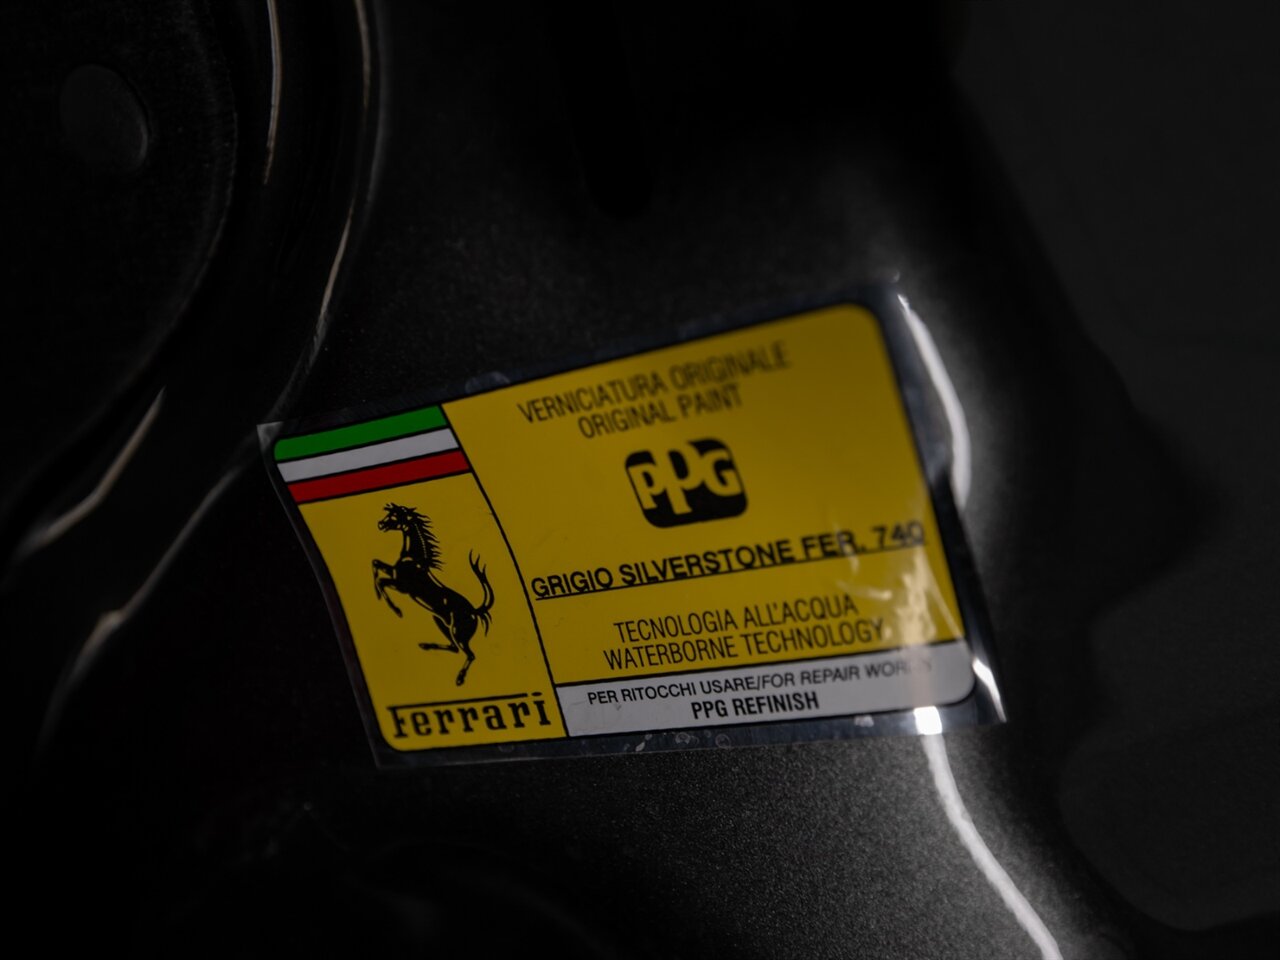 VERNICIATURA ORIGINALE
ORIGINAL PAINT
PPG
GRIGIO SILVERSTONE FER. 740
TECNOLOGIA ALL'ACQUA
WATERBORNE TECHNOLOGY
PER RITOCCHI USARE/FOR REPAIR WORKS
PPG REFINISH
Ferrari